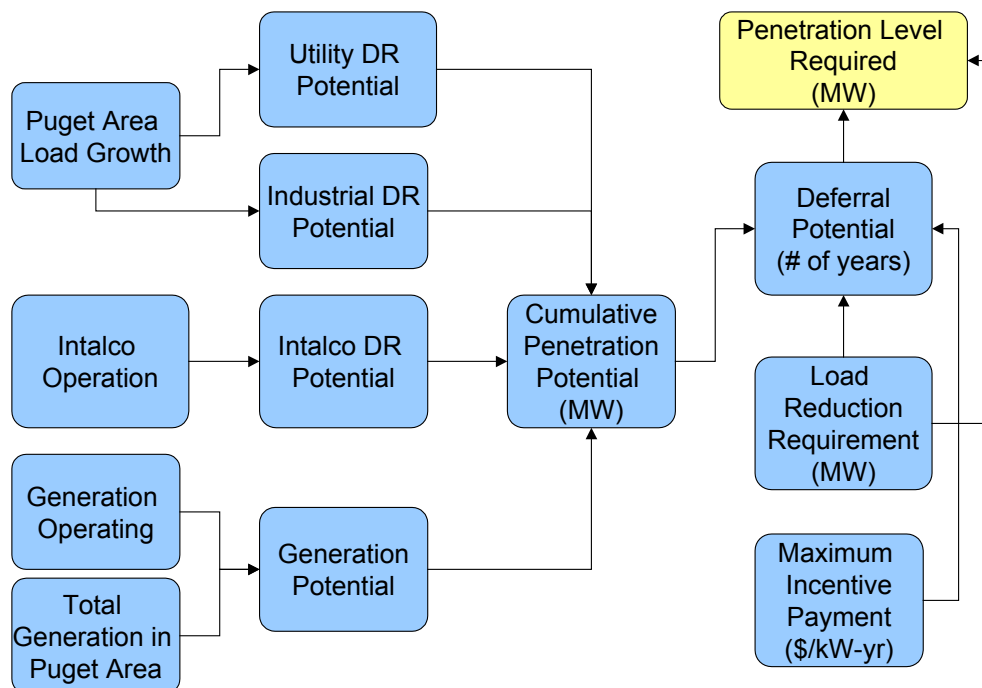 Utility DR
Potential
Penetration Level
Required
(MW)
Puget Area
Load Growth
Industrial DR
Potential
Deferral
Potential
(# of years)
Intalco
Operation
Intalco DR
Potential
Cumulative
Penetration
Potential
(MW)
Load
Reduction
Requirement
(MW)
Generation
Operating
Generation
Potential
Total
Generation in
Puget Area
Maximum
Incentive
Payment
($/kW-yr)